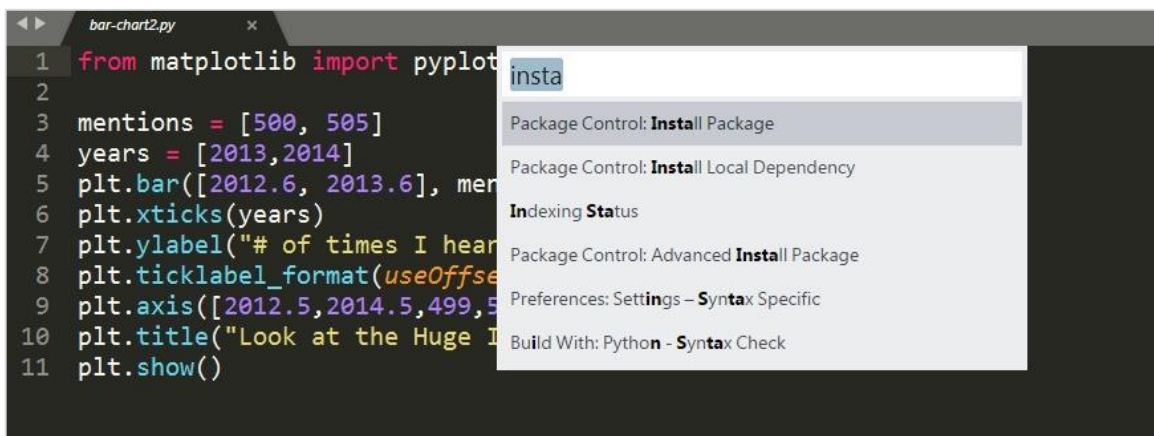 bar-chart2.py ×
1 from matplotlib import pyplot
2
3 mentions = [500, 505]
4 years = [2013,2014]
5 plt.bar([2012.6, 2013.6], men
6 plt.xticks(years)
7 plt.ylabel("# of times I hear
8 plt.ticklabel_format(useOffse
9 plt.axis([2012.5,2014.5,499,5
10 plt.title("Look at the Huge I
11 plt.show()
insta
Package Control: Install Package
Package Control: Install Local Dependency
Indexing Status
Package Control: Advanced Install Package
Preferences: Settings – Syntax Specific
Build With: Python - Syntax Check